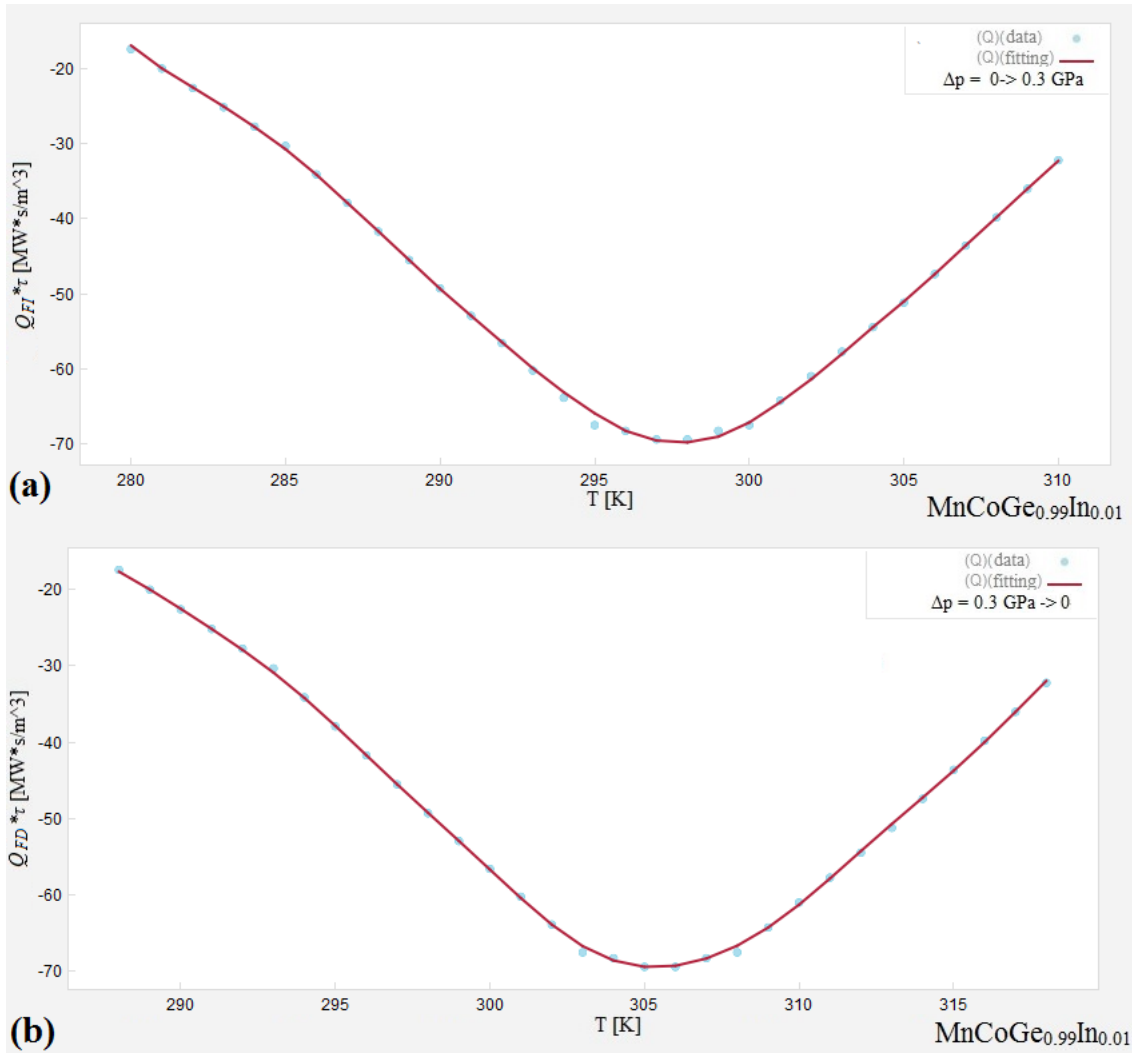 (Q)(data)
(Q)(fitting)
Δp = 0-> 0.3 GPa
-20
-30
-40
-50
-60
-70
Q_FI*τ [MW*s/m^3]
280 285 290 295 300 305 310
T [K]
(a)
MnCoGe0.99In0.01
(Q)(data)
(Q)(fitting)
Δp = 0.3 GPa -> 0
-20
-30
-40
-50
-60
-70
Q_FD*τ [MW*s/m^3]
290 295 300 305 310 315
T [K]
(b)
MnCoGe0.99In0.01